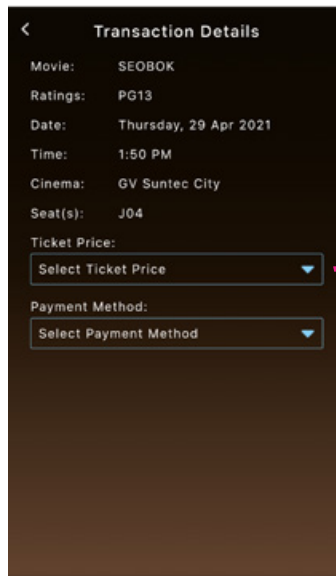 Transaction Details
Movie: SEOBOK
Ratings: PG13
Date: Thursday, 29 Apr 2021
Time: 1:50 PM
Cinema: GV Suntec City
Seat(s): J04
Ticket Price:
Select Ticket Price
Payment Method:
Select Payment Method